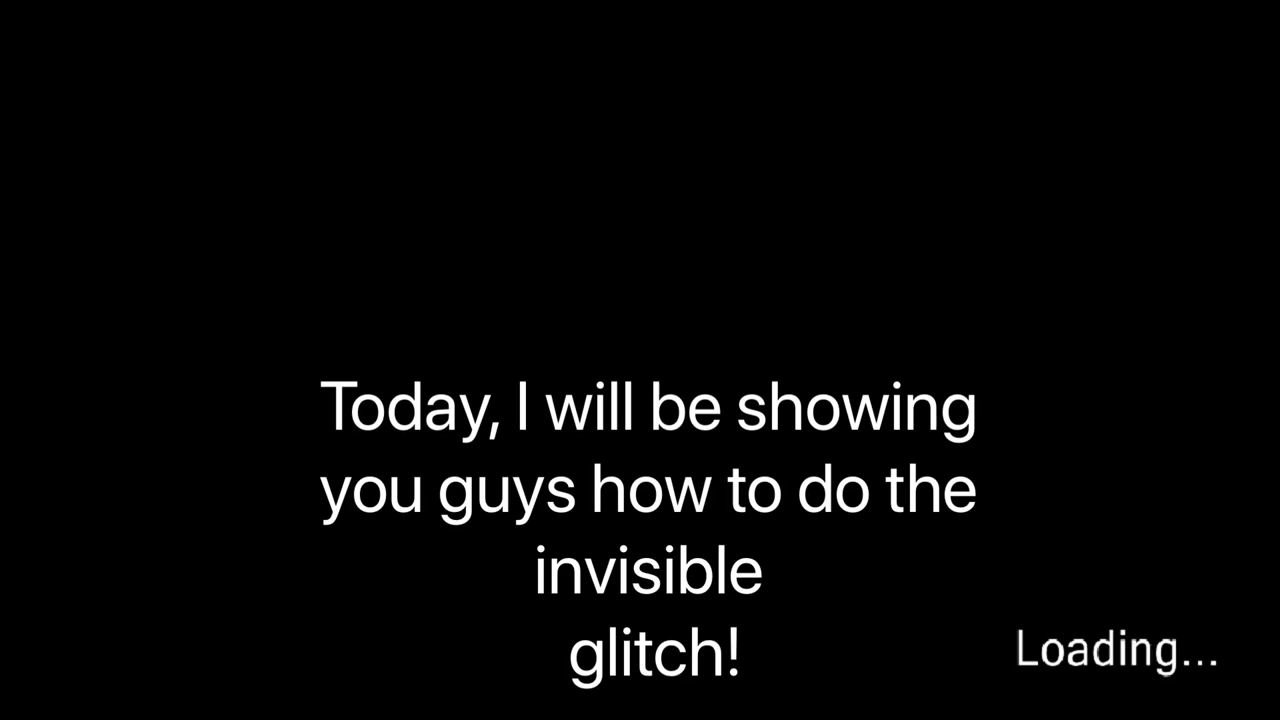 Today, I will be showing
you guys how to do the
invisible
glitch!
Loading...